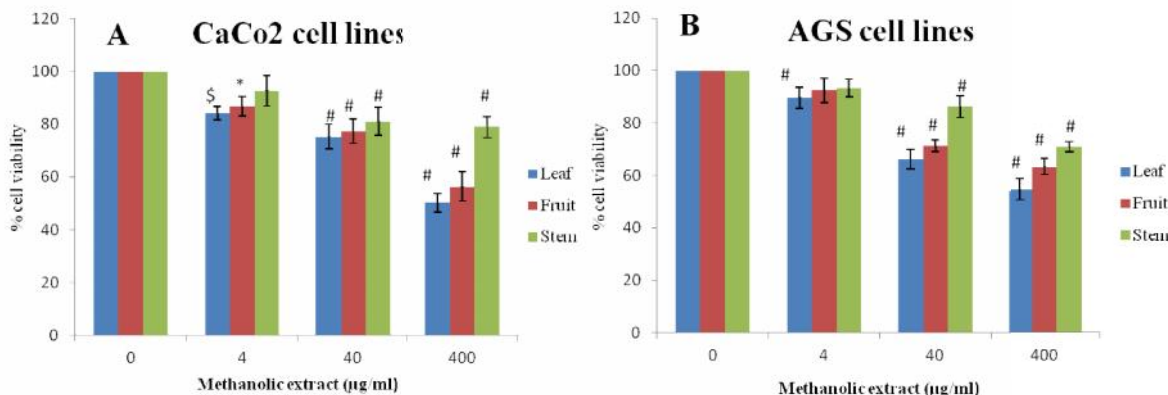 A CaCo2 cell lines
120
100
80
60
40
20
0
% cell viability
$ *
# # #
# # #
Leaf
Fruit
Stem
0 4 40 400
Methanolic extract (µg/ml)
B AGS cell lines
120
100
80
60
40
20
0
% cell viability
#
# # #
# # #
Leaf
Fruit
Stem
0 4 40 400
Methanolic extract (µg/ml)